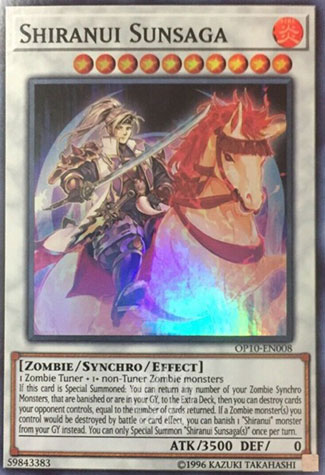 SHIRANUI SUNSAGA
炎
OP10-EN008
[ZOMBIE/SYNCHRO/EFFECT]
1 Zombie Tuner + 1+ non-Tuner Zombie monsters
If this card is Special Summoned: You can return any number of your Zombie Synchro
Monsters, that are banished or are in your GY, to the Extra Deck, then you can destroy cards
your opponent controls, equal to the number of cards returned. If a Zombie monster(s) you
control would be destroyed by battle or card effect, you can banish 1 "Shiranui" monster
from your GY instead. You can only Special Summon "Shiranui Sunsaga(s)" once per turn.
ATK/3500 DEF/ 0
59843383
©1996 KAZUKI TAKAHASHI